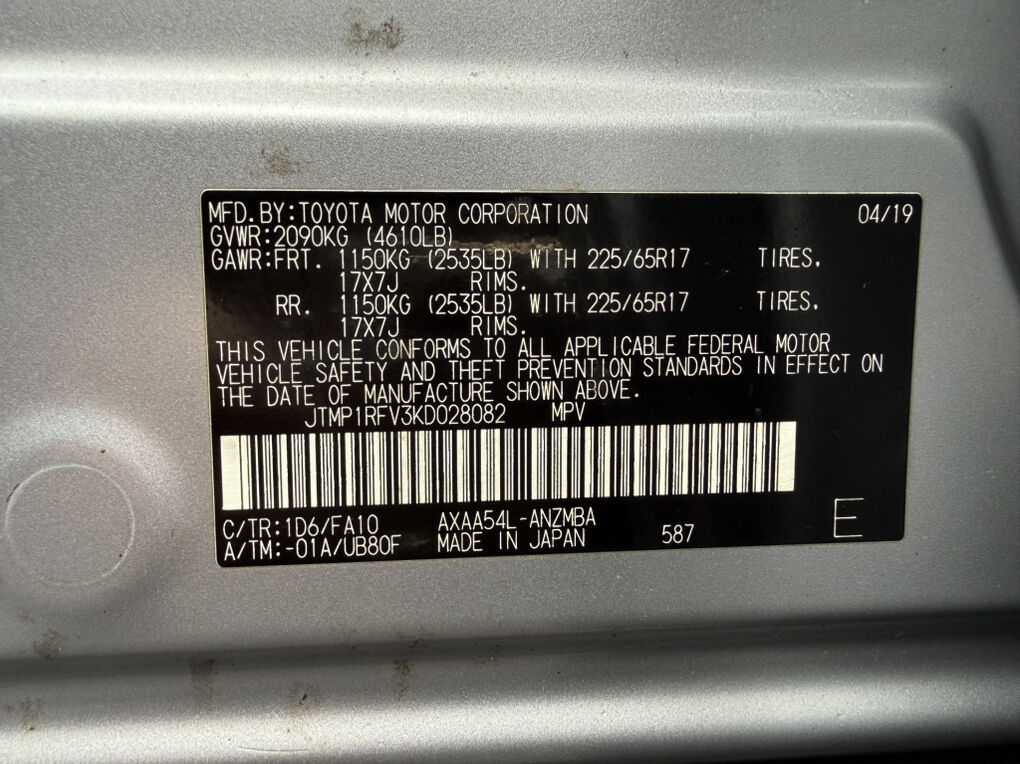 MFD.BY:TOYOTA MOTOR CORPORATION 04/19
GVWR:2090KG (4610LB)
GAWR:FRT. 1150KG (2535LB) WITH 225/65R17 TIRES.
17X7J RIMS.
RR. 1150KG (2535LB) WITH 225/65R17 TIRES.
17X7J RIMS.
THIS VEHICLE CONFORMS TO ALL APPLICABLE FEDERAL MOTOR
VEHICLE SAFETY AND THEFT PREVENTION STANDARDS IN EFFECT ON
THE DATE OF MANUFACTURE SHOWN ABOVE.
JTMP1RFV3KD028082 MPV
C/TR:1D6/FA10 AXAA54L-ANZMBA
A/TM:-01A/UB80F MADE IN JAPAN 587 E